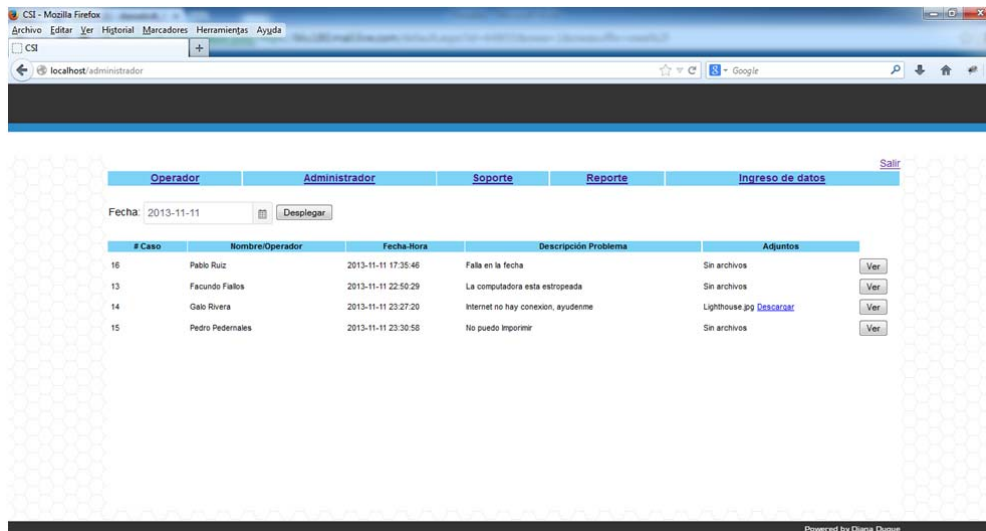 CSI - Mozilla Firefox
Archivo Editar Ver Historial Marcadores Herramientas Ayuda
CSI
localhost/administrador
Google
Salir
Operador Administrador Soporte Reporte Ingreso de datos
Fecha: 2013-11-11 Desplegar
# Caso Nombre/Operador Fecha-Hora Descripción Problema Adjuntos
16 Pablo Ruiz 2013-11-11 17:35:46 Falla en la fecha Sin archivos Ver
13 Facundo Fiallos 2013-11-11 22:50:29 La computadora esta estropeada Sin archivos Ver
14 Galo Rivera 2013-11-11 23:27:20 Internet no hay conexion, ayudenme Lighthouse.jpg Descargar Ver
15 Pedro Pedernales 2013-11-11 23:30:58 No puedo Imporimir Sin archivos Ver
Powered by Diana Duque